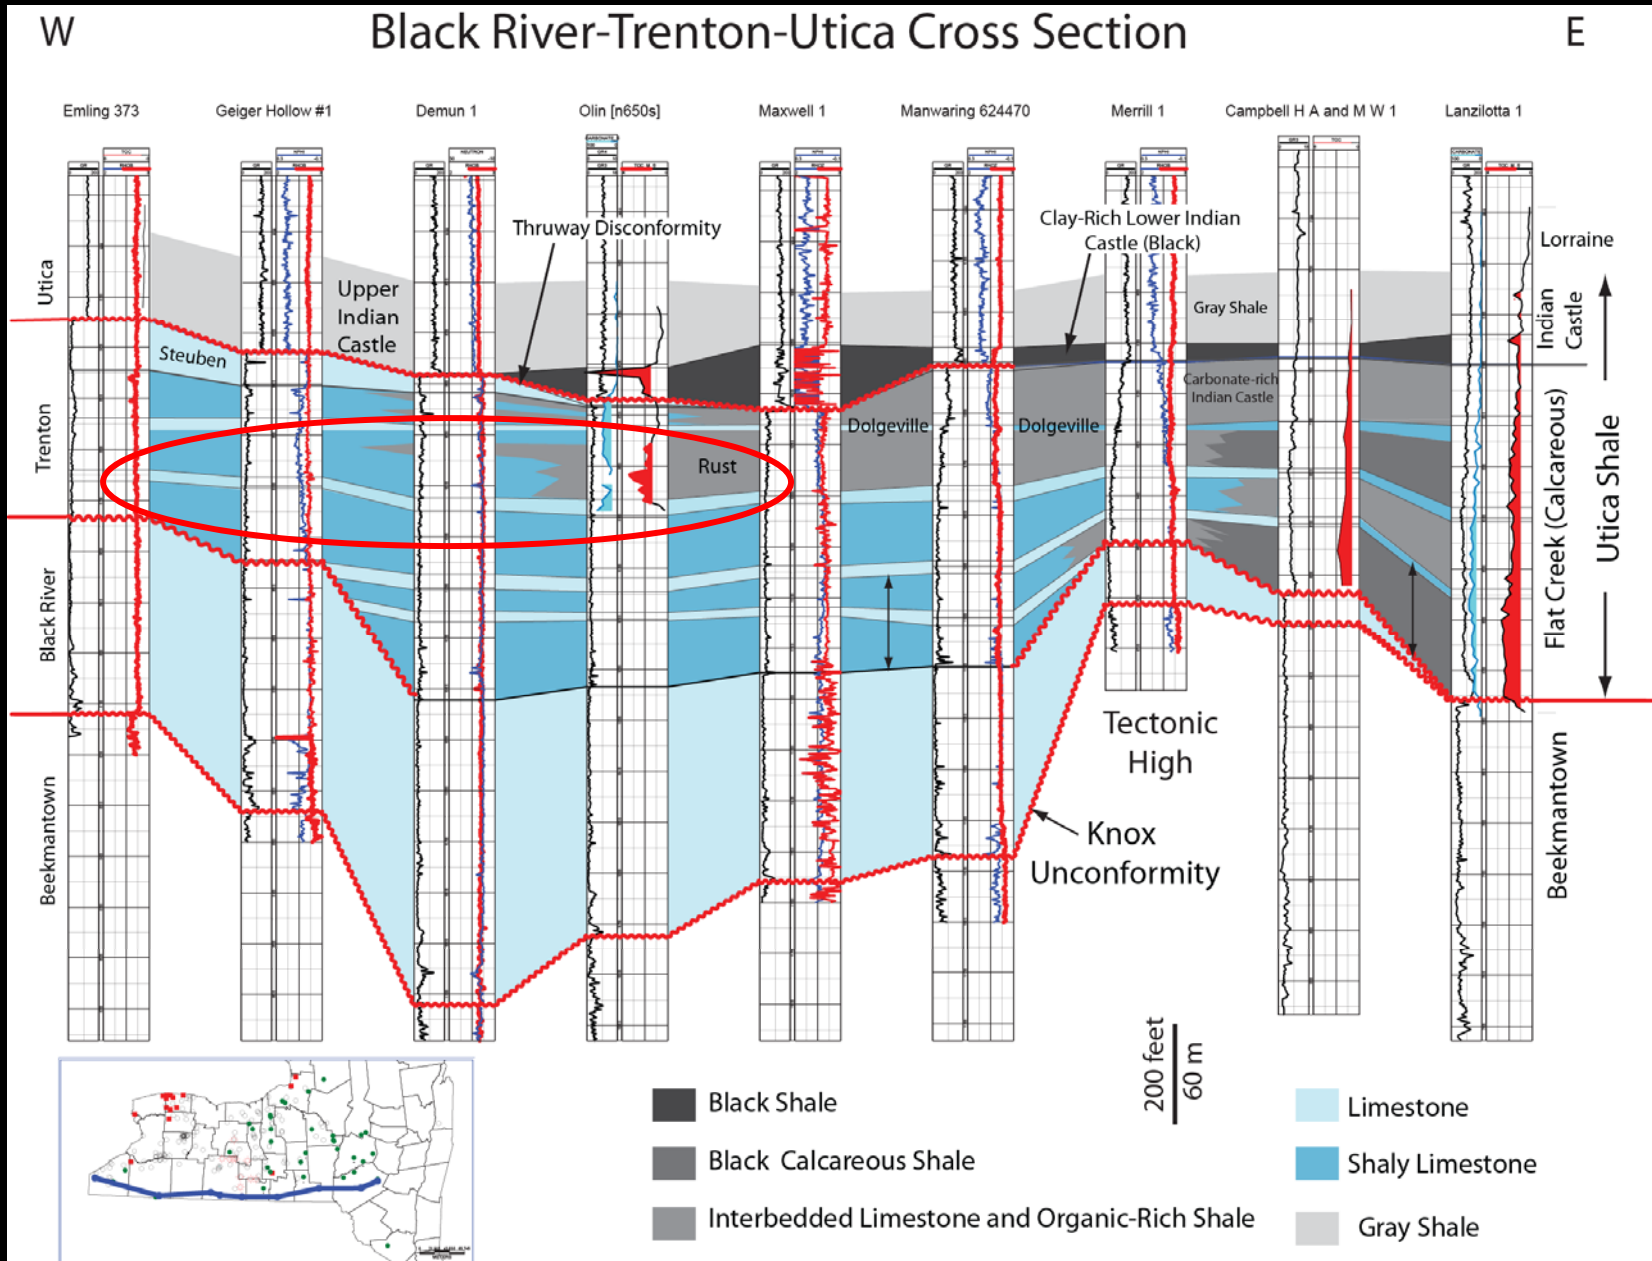 W
Black River-Trenton-Utica Cross Section
E
Emling 373
Geiger Hollow #1
Demun 1
Olin [n650s]
Maxwell 1
Manwaring 624470
Merrill 1
Campbell H A and M W 1
Lanzilotta 1
Thruway Disconformity
Clay-Rich Lower Indian
Castle (Black)
Lorraine
Utica
Upper
Indian
Castle
Gray Shale
Indian
Castle
Steuben
Carbonate-rich
Indian Castle
Trenton
Dolgeville
Dolgeville
Rust
Flat Creek (Calcareous)
Utica Shale
Black River
Tectonic
High
Beekmantown
Knox
Unconformity
Beekmantown
200 feet
60 m
Black Shale
Limestone
Black Calcareous Shale
Shaly Limestone
Interbedded Limestone and Organic-Rich Shale
Gray Shale